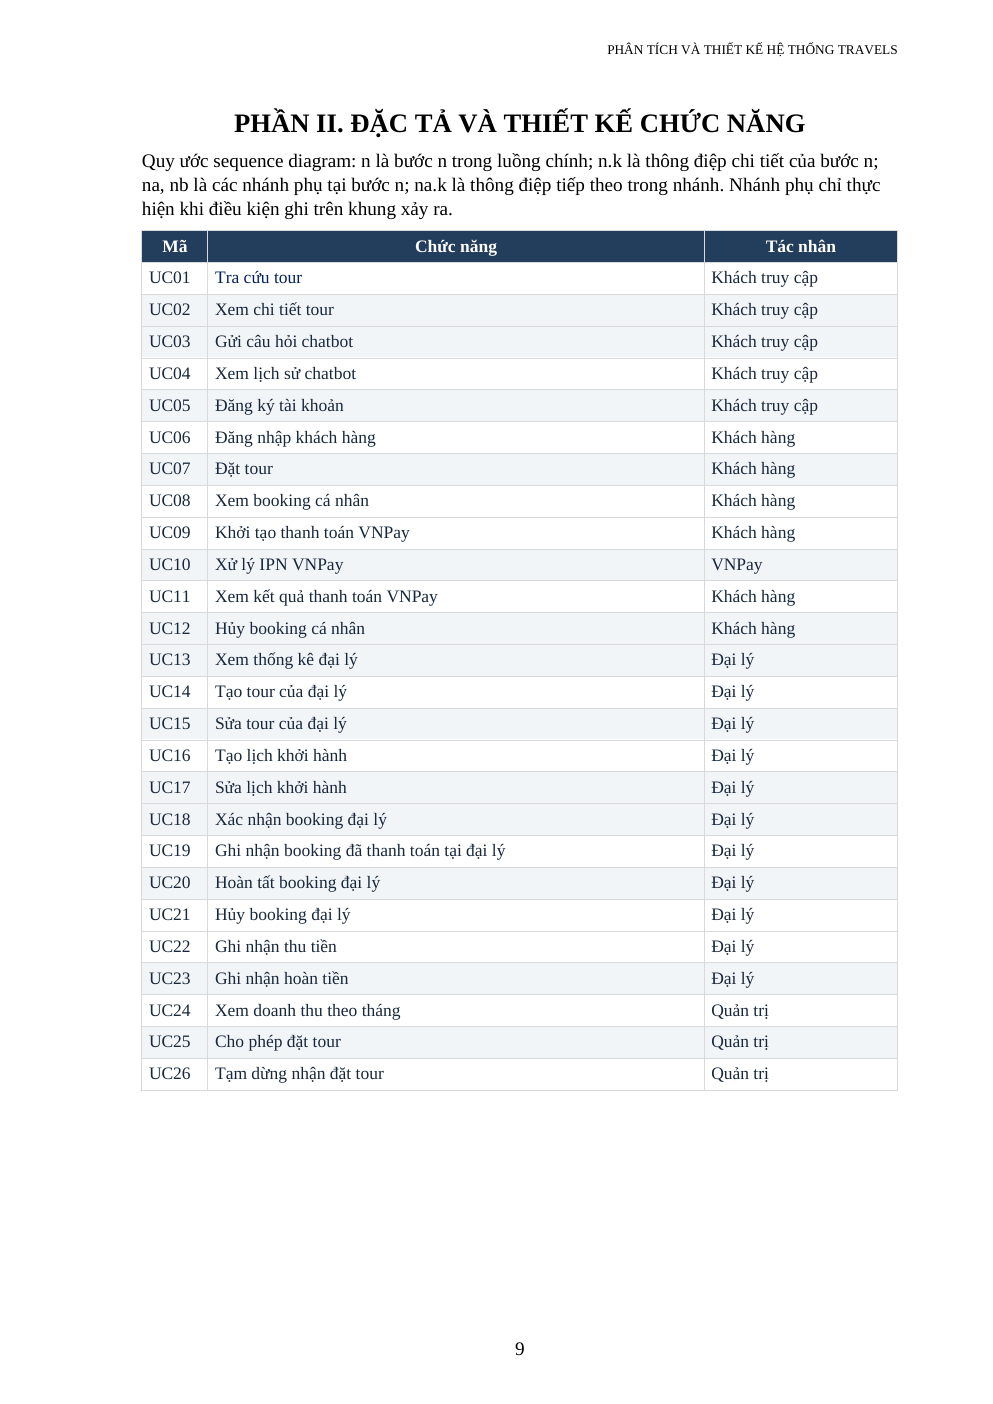 PHÂN TÍCH VÀ THIẾT KẾ HỆ THỐNG TRAVELS
PHẦN II. ĐẶC TẢ VÀ THIẾT KẾ CHỨC NĂNG
Quy ước sequence diagram: n là bước n trong luồng chính; n.k là thông điệp chi tiết của bước n;
na, nb là các nhánh phụ tại bước n; na.k là thông điệp tiếp theo trong nhánh. Nhánh phụ chỉ thực
hiện khi điều kiện ghi trên khung xảy ra.
Mã Chức năng Tác nhân
UC01 Tra cứu tour Khách truy cập
UC02 Xem chi tiết tour Khách truy cập
UC03 Gửi câu hỏi chatbot Khách truy cập
UC04 Xem lịch sử chatbot Khách truy cập
UC05 Đăng ký tài khoản Khách truy cập
UC06 Đăng nhập khách hàng Khách hàng
UC07 Đặt tour Khách hàng
UC08 Xem booking cá nhân Khách hàng
UC09 Khởi tạo thanh toán VNPay Khách hàng
UC10 Xử lý IPN VNPay VNPay
UC11 Xem kết quả thanh toán VNPay Khách hàng
UC12 Hủy booking cá nhân Khách hàng
UC13 Xem thống kê đại lý Đại lý
UC14 Tạo tour của đại lý Đại lý
UC15 Sửa tour của đại lý Đại lý
UC16 Tạo lịch khởi hành Đại lý
UC17 Sửa lịch khởi hành Đại lý
UC18 Xác nhận booking đại lý Đại lý
UC19 Ghi nhận booking đã thanh toán tại đại lý Đại lý
UC20 Hoàn tất booking đại lý Đại lý
UC21 Hủy booking đại lý Đại lý
UC22 Ghi nhận thu tiền Đại lý
UC23 Ghi nhận hoàn tiền Đại lý
UC24 Xem doanh thu theo tháng Quản trị
UC25 Cho phép đặt tour Quản trị
UC26 Tạm dừng nhận đặt tour Quản trị
9